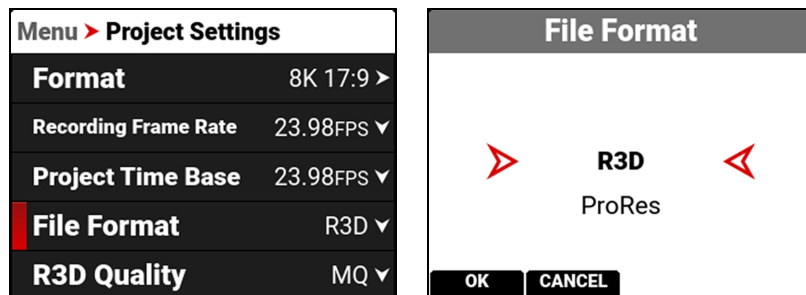 Menu > Project Settings
Format 8K 17:9 >
Recording Frame Rate 23.98FPS
Project Time Base 23.98FPS
File Format R3D
R3D Quality MQ
File Format
R3D
ProRes
OK CANCEL